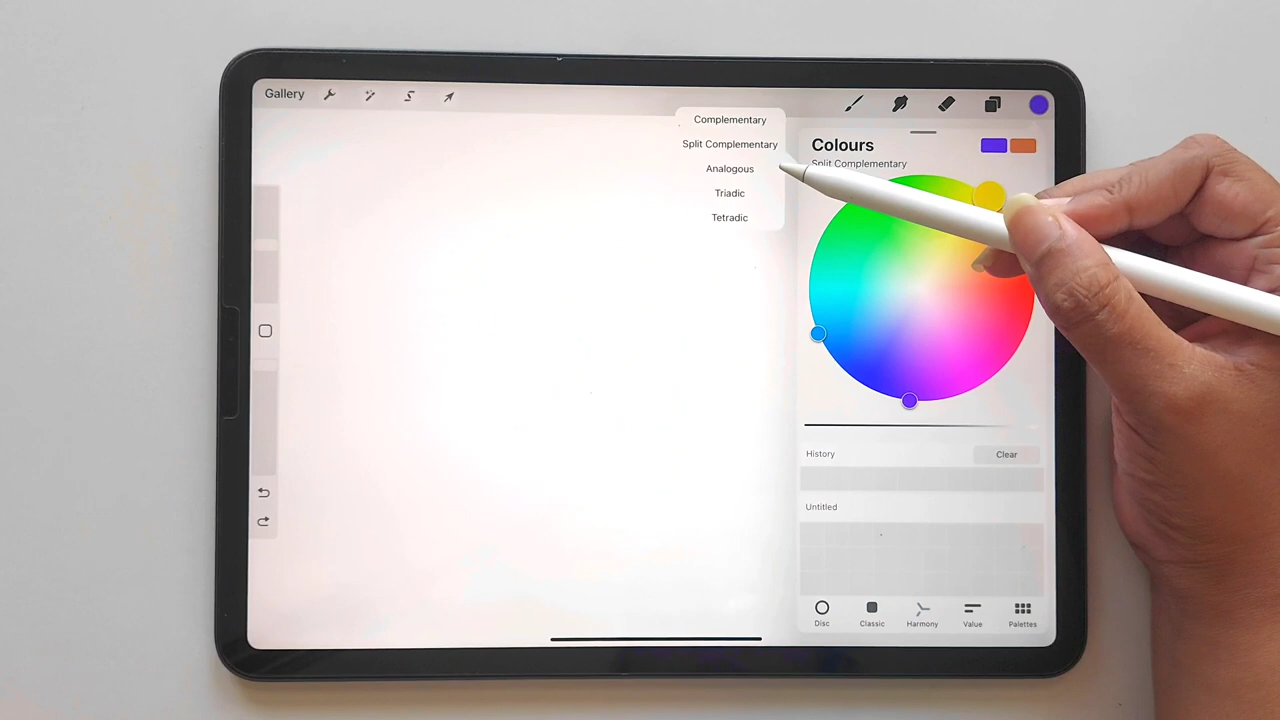 Gallery
Complementary
Split Complementary
Analogous
Triadic
Tetradic
Colours
Split Complementary
History
Clear
Untitled
Disc
Classic
Harmony
Value
Palettes